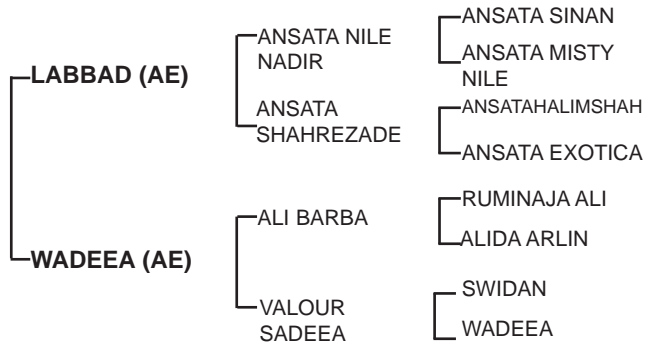 LABBAD (AE)
ANSATA NILE
NADIR
ANSATA SINAN
ANSATA MISTY
NILE
ANSATA
SHAHREZADE
ANSATAHALIMSHAH
ANSATA EXOTICA
WADEEA (AE)
ALI BARBA
RUMINAJA ALI
ALIDA ARLIN
VALOUR
SADEEA
SWIDAN
WADEEA